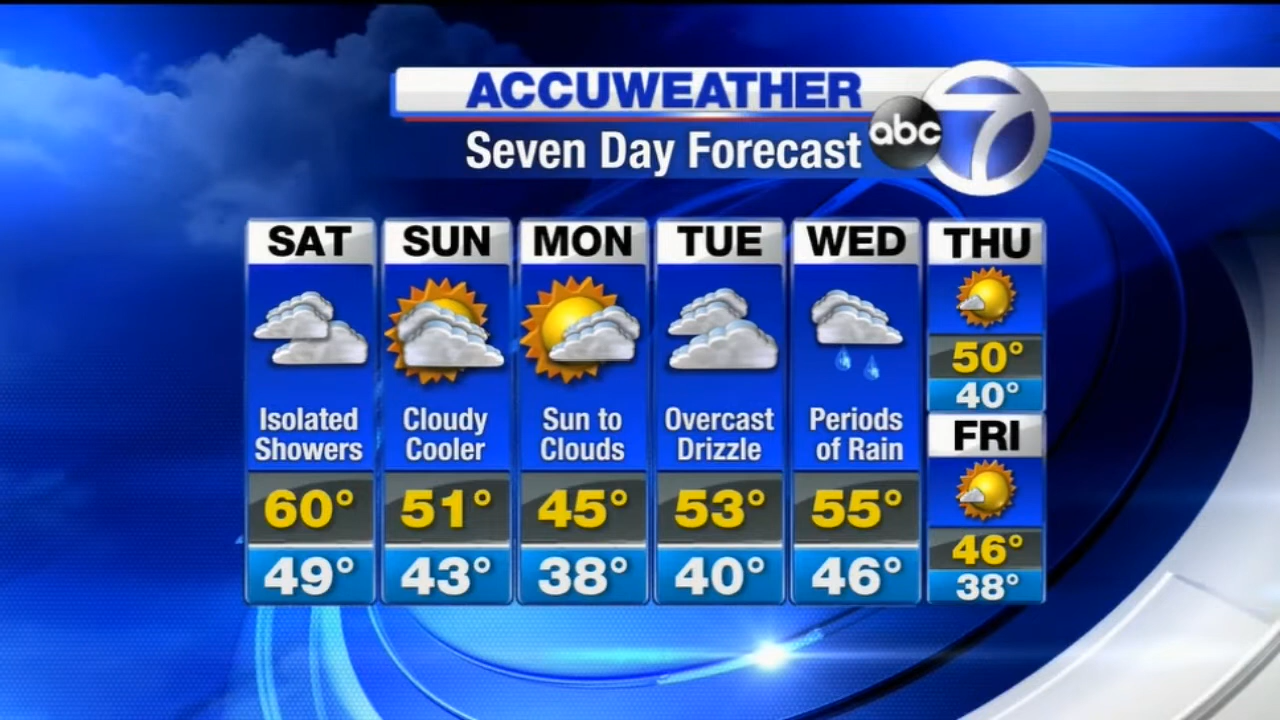 ACCUWEATHER
Seven Day Forecast
abc
7
SAT
Isolated
Showers
60°
49°
SUN
Cloudy
Cooler
51°
43°
MON
Sun to
Clouds
45°
38°
TUE
Overcast
Drizzle
53°
40°
WED
Periods
of Rain
55°
46°
THU
50°
40°
FRI
46°
38°